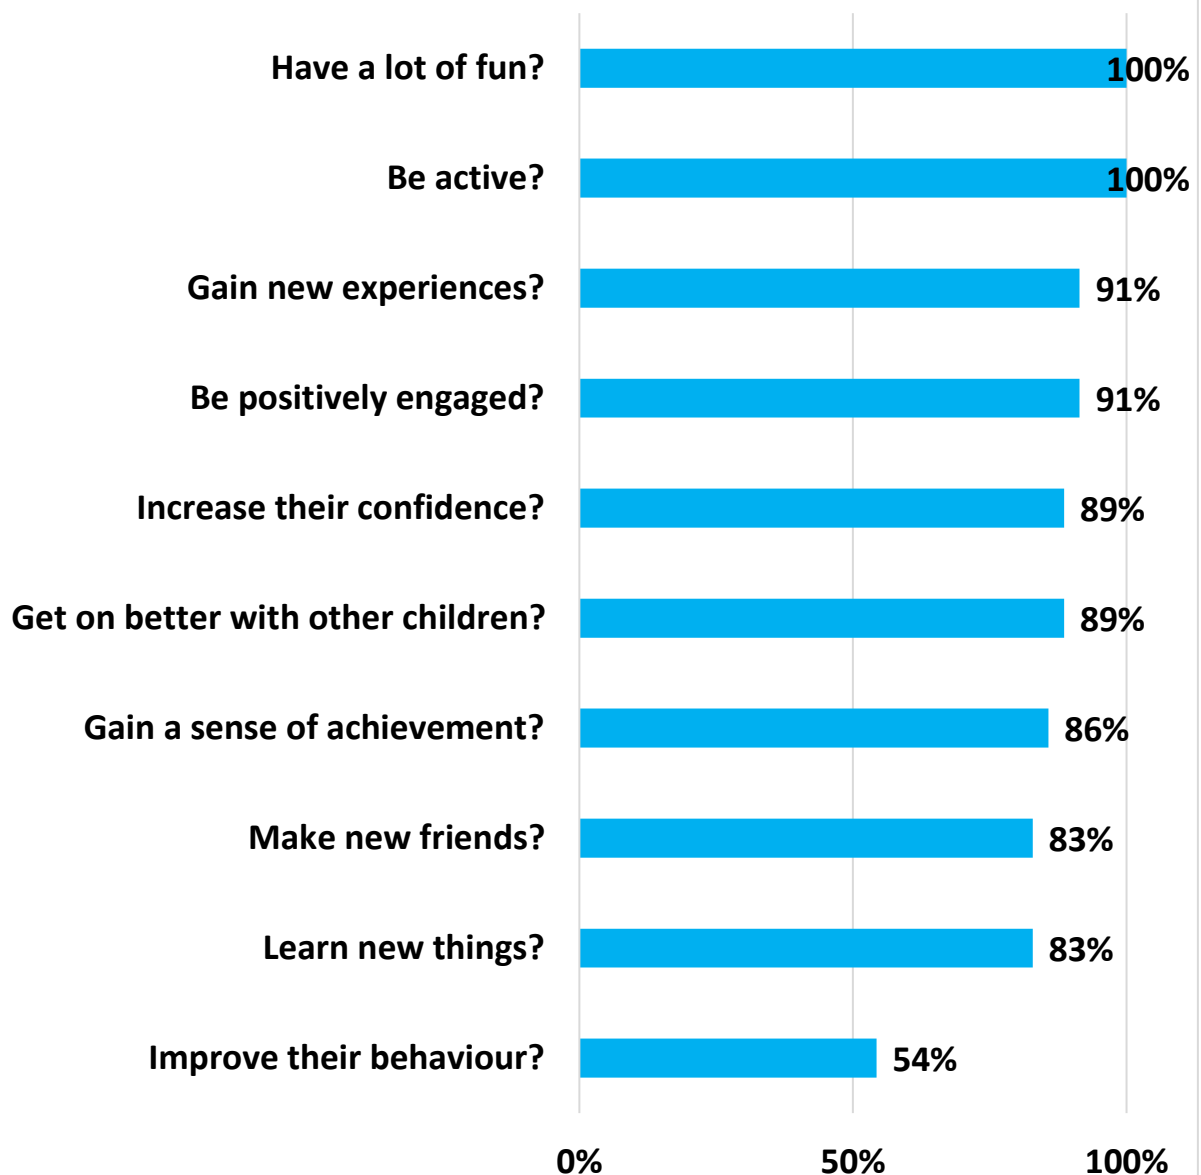 Have a lot of fun? 100%
Be active? 100%
Gain new experiences? 91%
Be positively engaged? 91%
Increase their confidence? 89%
Get on better with other children? 89%
Gain a sense of achievement? 86%
Make new friends? 83%
Learn new things? 83%
Improve their behaviour? 54%
0% 50% 100%